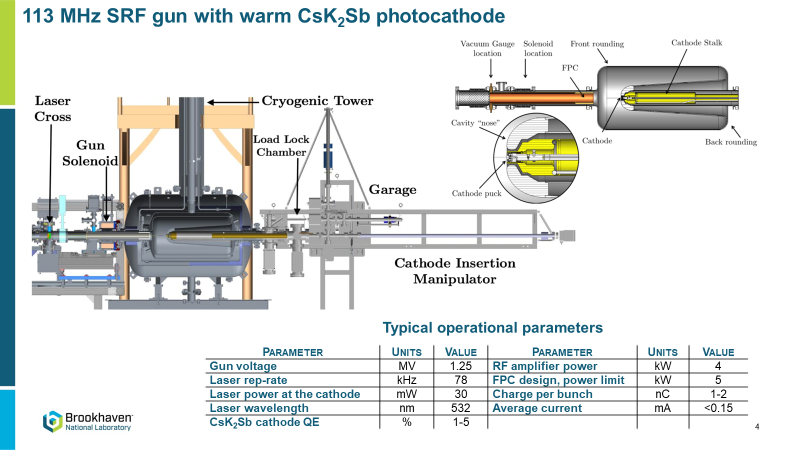 113 MHz SRF gun with warm CsK2Sb photocathode
Vacuum Gauge
location
Solenoid
location
Front rounding
Cathode Stalk
FPC
Cavity “nose”
Cathode
Back rounding
Cathode puck
Laser
Cross
Cryogenic Tower
Gun
Solenoid
Load Lock
Chamber
Garage
Cathode Insertion
Manipulator
Typical operational parameters
PARAMETER UNITS VALUE PARAMETER UNITS VALUE
Gun voltage MV 1.25 RF amplifier power kW 4
Laser rep-rate kHz 78 FPC design, power limit kW 5
Laser power at the cathode mW 30 Charge per bunch nC 1-2
Laser wavelength nm 532 Average current mA <0.15
CsK2Sb cathode QE % 1-5
Brookhaven
National Laboratory
4